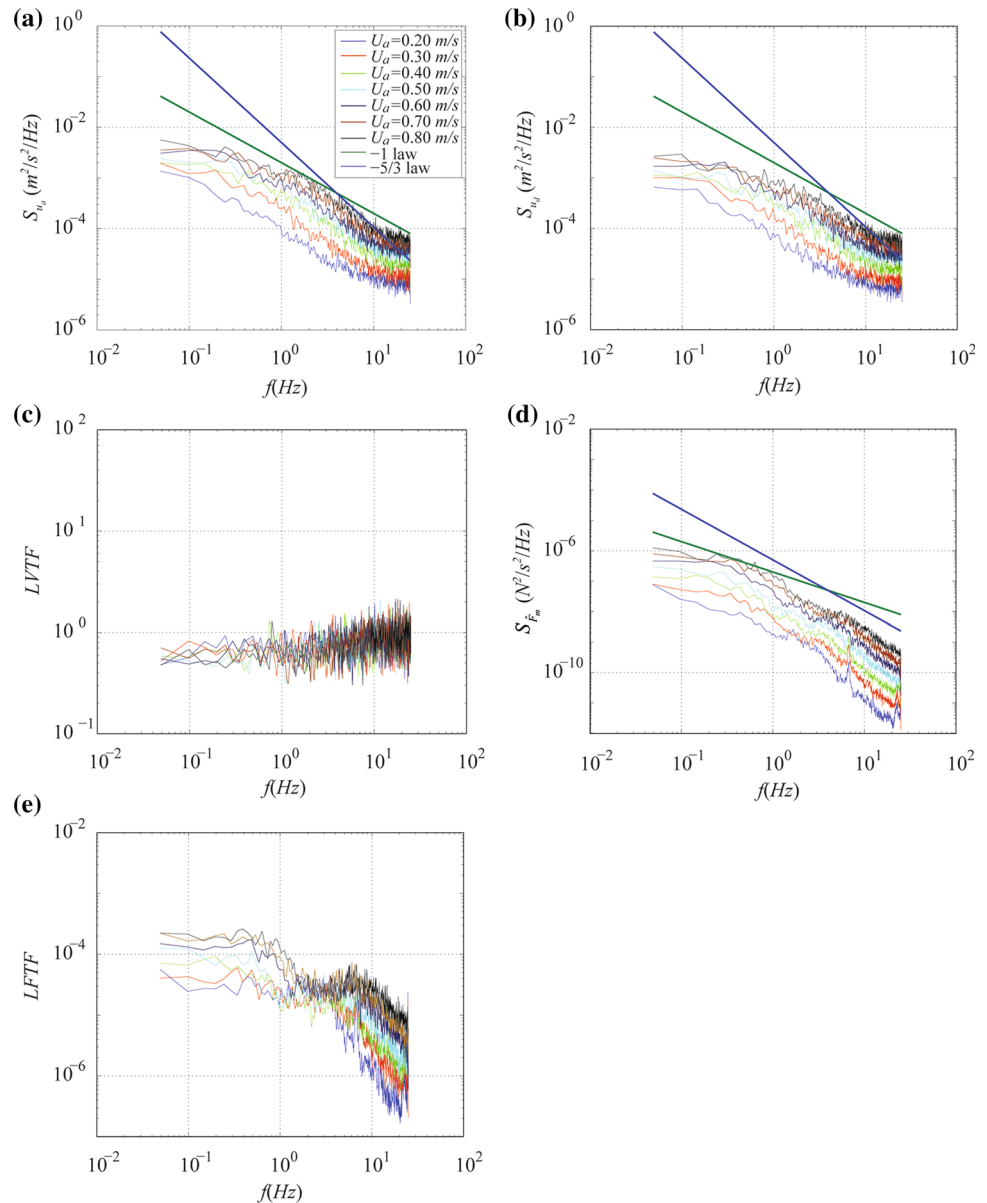 (a)
10^0
10^-2
10^-4
10^-6
S_{u_a} (m^2/s^2/Hz)
U_a=0.20 m/s
U_a=0.30 m/s
U_a=0.40 m/s
U_a=0.50 m/s
U_a=0.60 m/s
U_a=0.70 m/s
U_a=0.80 m/s
−1 law
−5/3 law
10^-2 10^-1 10^0 10^1 10^2
f(Hz)
(b)
10^0
10^-2
10^-4
10^-6
S_{u_d} (m^2/s^2/Hz)
10^-2 10^-1 10^0 10^1 10^2
f(Hz)
(c)
10^2
10^1
10^0
10^-1
LVTF
10^-2 10^-1 10^0 10^1 10^2
f(Hz)
(d)
10^-2
10^-6
10^-10
S_{F̂_m} (N^2/s^2/Hz)
10^-2 10^-1 10^0 10^1 10^2
f(Hz)
(e)
10^-2
10^-4
10^-6
LFTF
10^-2 10^-1 10^0 10^1 10^2
f(Hz)